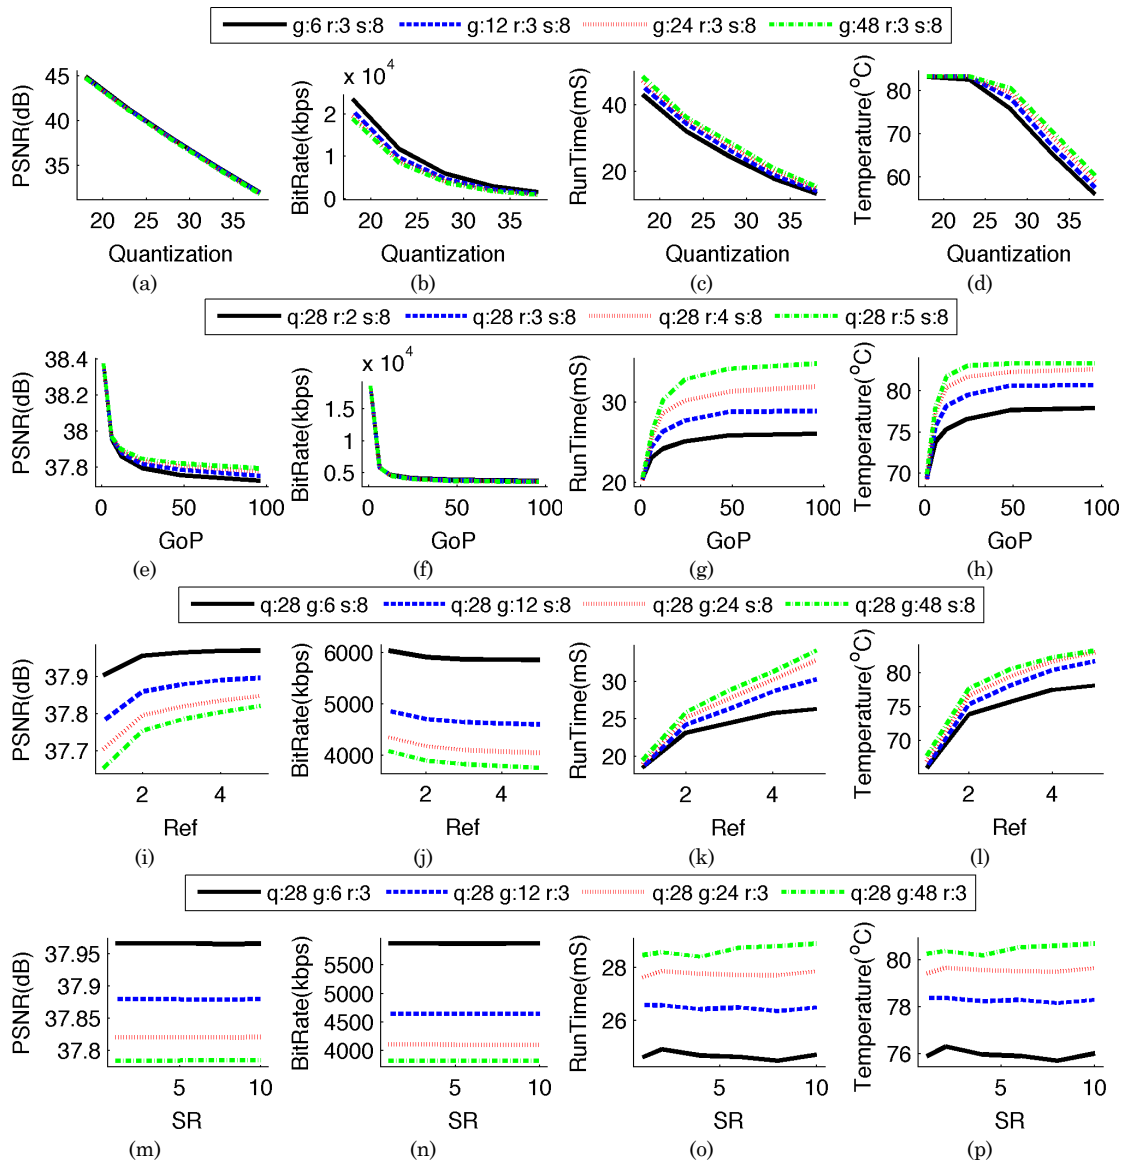 g:6 r:3 s:8 g:12 r:3 s:8 g:24 r:3 s:8 g:48 r:3 s:8
PSNR(dB)
45
40
35
20 25 30 35
Quantization
(a)
BitRate(kbps)
x 10^4
2
1
0
20 25 30 35
Quantization
(b)
RunTime(mS)
40
20
20 25 30 35
Quantization
(c)
Temperature(°C)
80
70
60
20 25 30 35
Quantization
(d)
q:28 r:2 s:8 q:28 r:3 s:8 q:28 r:4 s:8 q:28 r:5 s:8
PSNR(dB)
38.4
38
37.8
0 50 100
GoP
(e)
BitRate(kbps)
x 10^4
1.5
1
0.5
0 50 100
GoP
(f)
RunTime(mS)
30
20
0 50 100
GoP
(g)
Temperature(°C)
80
75
70
0 50 100
GoP
(h)
q:28 g:6 s:8 q:28 g:12 s:8 q:28 g:24 s:8 q:28 g:48 s:8
PSNR(dB)
37.9
37.8
37.7
2 4
Ref
(i)
BitRate(kbps)
6000
5000
4000
2 4
Ref
(j)
RunTime(mS)
30
25
20
2 4
Ref
(k)
Temperature(°C)
80
75
70
2 4
Ref
(l)
q:28 g:6 r:3 q:28 g:12 r:3 q:28 g:24 r:3 q:28 g:48 r:3
PSNR(dB)
37.95
37.9
37.85
37.8
5 10
SR
(m)
BitRate(kbps)
5500
5000
4500
4000
5 10
SR
(n)
RunTime(mS)
28
26
5 10
SR
(o)
Temperature(°C)
80
78
76
5 10
SR
(p)